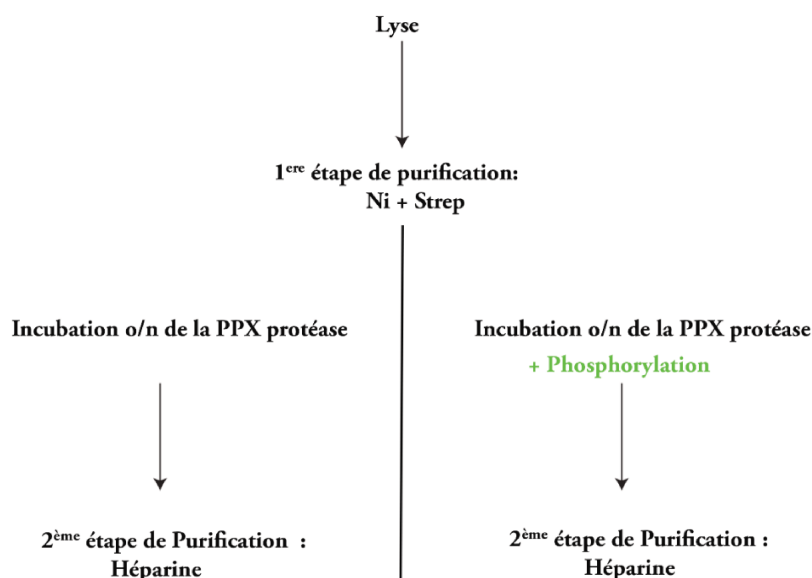 Lyse
1ere étape de purification:
Ni + Strep
Incubation o/n de la PPX protéase
2ème étape de Purification :
Héparine
Incubation o/n de la PPX protéase
+ Phosphorylation
2ème étape de Purification :
Héparine